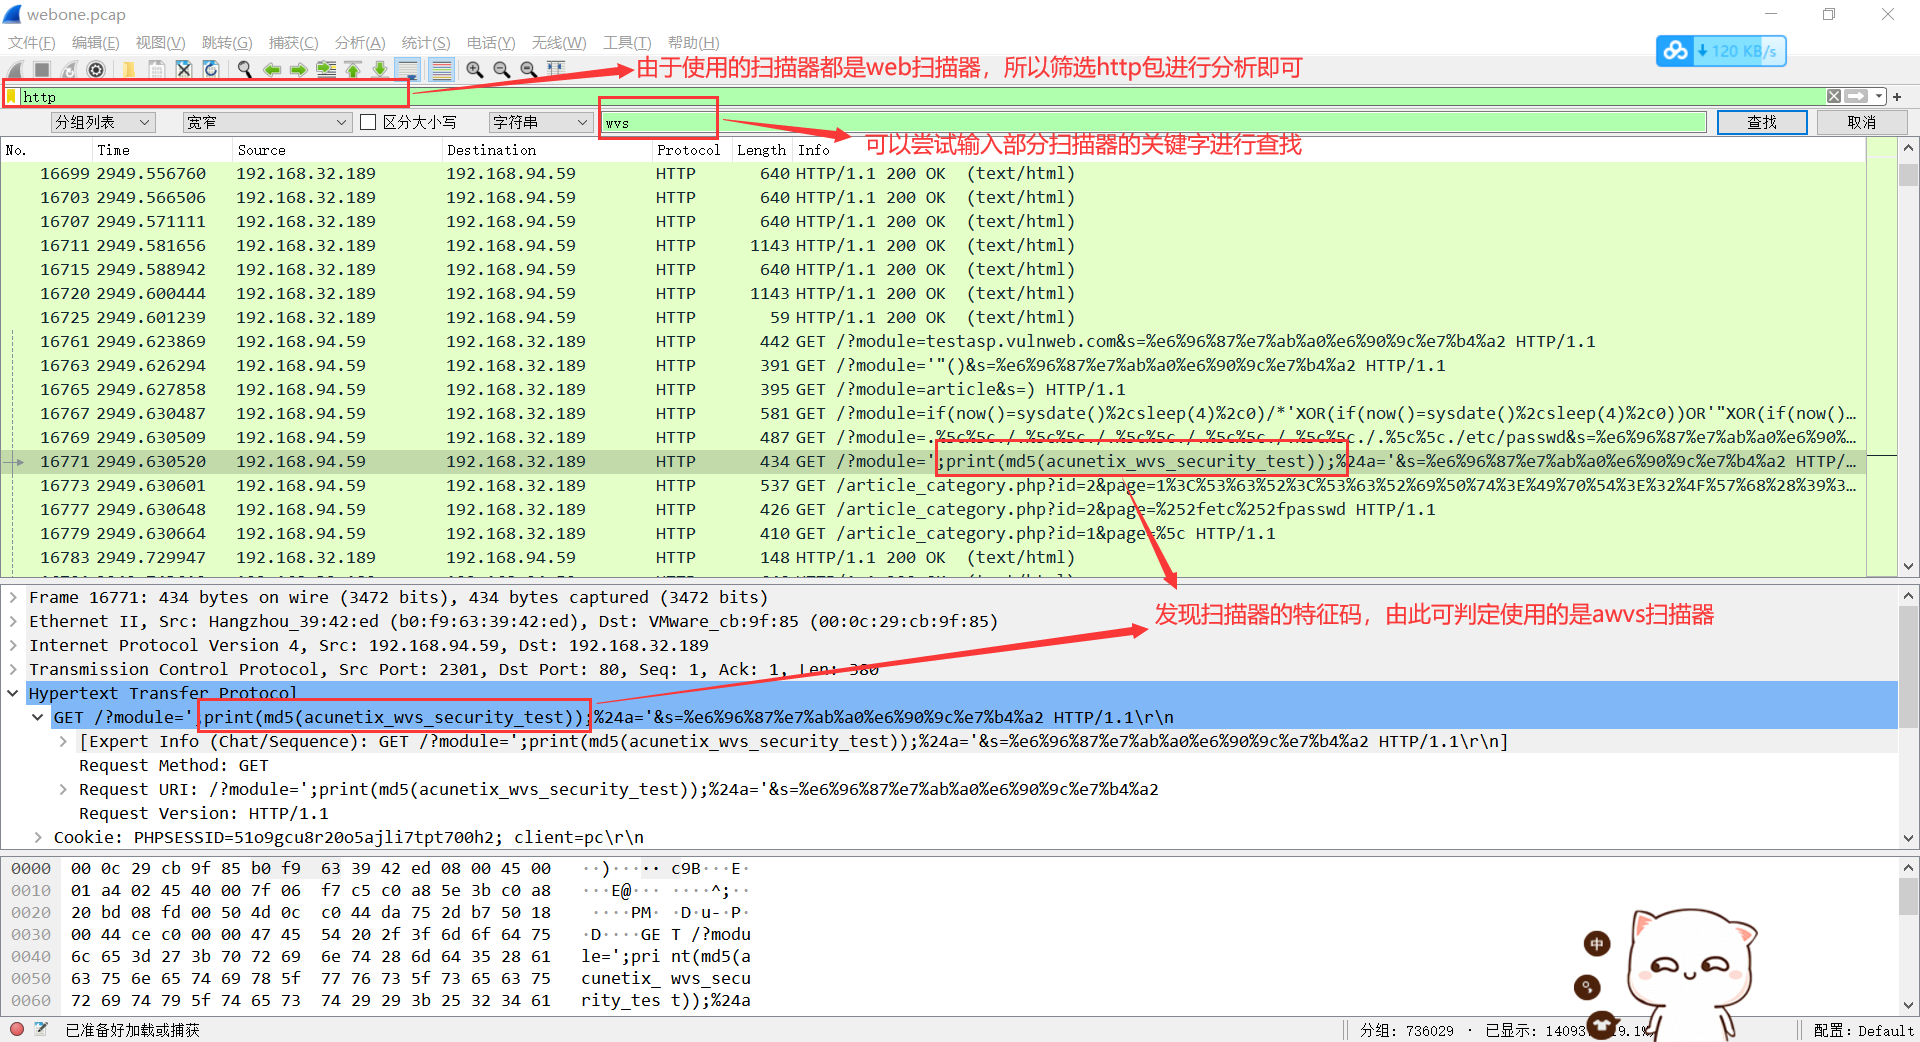 webone.pcap
文件(F) 编辑(E) 视图(V) 跳转(G) 捕获(C) 分析(A) 统计(S) 电话(Y) 无线(W) 工具(T) 帮助(H)
120 KB/s
由于使用的扫描器都是web扫描器，所以筛选http包进行分析即可
http
分组列表 宽窄 区分大小写 字符串 wvs 查找 取消
可以尝试输入部分扫描器的关键字进行查找
No. Time Source Destination Protocol Length Info
16699 2949.556760 192.168.32.189 192.168.94.59 HTTP 640 HTTP/1.1 200 OK (text/html)
16703 2949.566506 192.168.32.189 192.168.94.59 HTTP 640 HTTP/1.1 200 OK (text/html)
16707 2949.571111 192.168.32.189 192.168.94.59 HTTP 640 HTTP/1.1 200 OK (text/html)
16711 2949.581656 192.168.32.189 192.168.94.59 HTTP 1143 HTTP/1.1 200 OK (text/html)
16715 2949.588942 192.168.32.189 192.168.94.59 HTTP 640 HTTP/1.1 200 OK (text/html)
16720 2949.600444 192.168.32.189 192.168.94.59 HTTP 1143 HTTP/1.1 200 OK (text/html)
16725 2949.601239 192.168.32.189 192.168.94.59 HTTP 59 HTTP/1.1 200 OK (text/html)
16761 2949.623869 192.168.94.59 192.168.32.189 HTTP 442 GET /?module=testasp.vulnweb.com&s=%e6%96%87%e7%ab%a0%e6%90%9c%e7%b4%a2 HTTP/1.1
16763 2949.626294 192.168.94.59 192.168.32.189 HTTP 391 GET /?module='"()&s=%e6%96%87%e7%ab%a0%e6%90%9c%e7%b4%a2 HTTP/1.1
16765 2949.627858 192.168.94.59 192.168.32.189 HTTP 395 GET /?module=article&s=) HTTP/1.1
16767 2949.630487 192.168.94.59 192.168.32.189 HTTP 581 GET /?module=if(now()=sysdate()%2csleep(4)%2c0)/*'XOR(if(now()=sysdate()%2csleep(4)%2c0))OR'"XOR(if(now()…
16769 2949.630509 192.168.94.59 192.168.32.189 HTTP 487 GET /?module=.%5c%5c./.%5c%5c./.%5c%5c./.%5c%5c./.%5c%5c./.%5c%5c./etc/passwd&s=%e6%96%87%e7%ab%a0%e6%90%…
16771 2949.630520 192.168.94.59 192.168.32.189 HTTP 434 GET /?module=';print(md5(acunetix_wvs_security_test));%24a='&s=%e6%96%87%e7%ab%a0%e6%90%9c%e7%b4%a2 HTTP/…
16773 2949.630601 192.168.94.59 192.168.32.189 HTTP 537 GET /article_category.php?id=2&page=1%3C%53%63%52%3C%53%63%52%69%50%74%3E%49%70%54%3E%32%4F%57%68%28%39%3…
16777 2949.630648 192.168.94.59 192.168.32.189 HTTP 426 GET /article_category.php?id=2&page=%252fetc%252fpasswd HTTP/1.1
16779 2949.630664 192.168.94.59 192.168.32.189 HTTP 410 GET /article_category.php?id=1&page=%5c HTTP/1.1
16783 2949.729947 192.168.32.189 192.168.94.59 HTTP 148 HTTP/1.1 200 OK (text/html)
Frame 16771: 434 bytes on wire (3472 bits), 434 bytes captured (3472 bits)
发现扫描器的特征码，由此可判定使用的是awvs扫描器
Ethernet II, Src: Hangzhou_39:42:ed (b0:f9:63:39:42:ed), Dst: VMware_cb:9f:85 (00:0c:29:cb:9f:85)
Internet Protocol Version 4, Src: 192.168.94.59, Dst: 192.168.32.189
Transmission Control Protocol, Src Port: 2301, Dst Port: 80, Seq: 1, Ack: 1, Len: 380
Hypertext Transfer Protocol
GET /?module=';print(md5(acunetix_wvs_security_test));%24a='&s=%e6%96%87%e7%ab%a0%e6%90%9c%e7%b4%a2 HTTP/1.1\r\n
[Expert Info (Chat/Sequence): GET /?module=';print(md5(acunetix_wvs_security_test));%24a='&s=%e6%96%87%e7%ab%a0%e6%90%9c%e7%b4%a2 HTTP/1.1\r\n]
Request Method: GET
Request URI: /?module=';print(md5(acunetix_wvs_security_test));%24a='&s=%e6%96%87%e7%ab%a0%e6%90%9c%e7%b4%a2
Request Version: HTTP/1.1
Cookie: PHPSESSID=51o9gcu8r20o5ajli7tpt700h2; client=pc\r\n
0000 00 0c 29 cb 9f 85 b0 f9 63 39 42 ed 08 00 45 00 ··)····· c9B···E·
0010 01 a4 02 45 40 00 7f 06 f7 c5 c0 a8 5e 3b c0 a8 ···E@··· ····^;··
0020 20 bd 08 fd 00 50 4d 0c c0 44 da 75 2d b7 50 18 ····PM· ·D·u-·P·
0030 00 44 ce c0 00 00 47 45 54 20 2f 3f 6d 6f 64 75 ·D····GE T /?modu
0040 6c 65 3d 27 3b 70 72 69 6e 74 28 6d 64 35 28 61 le=';pri nt(md5(a
0050 63 75 6e 65 74 69 78 5f 77 76 73 5f 73 65 63 75 cunetix_ wvs_secu
0060 72 69 74 79 5f 74 65 73 74 29 29 3b 25 32 34 61 rity_tes t));%24a
中
已准备好加载或捕获 分组: 736029 · 已显示: 14093 9.1% 配置: Default